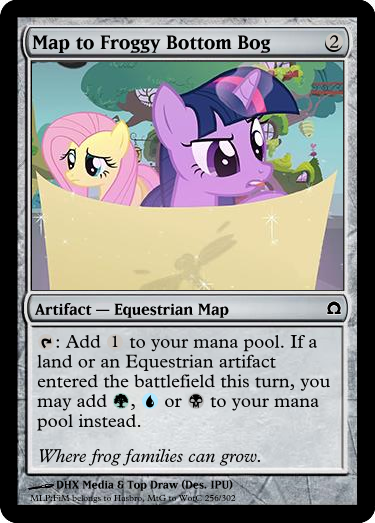 Map to Froggy Bottom Bog 2
Artifact — Equestrian Map Ω
: Add 1 to your mana pool. If a
land or an Equestrian artifact
entered the battlefield this turn, you
may add , or to your mana
pool instead.
Where frog families can grow.
DHX Media & Top Draw (Des. IPU)
MLP:FiM belongs to Hasbro, MtG to WotC 256/302